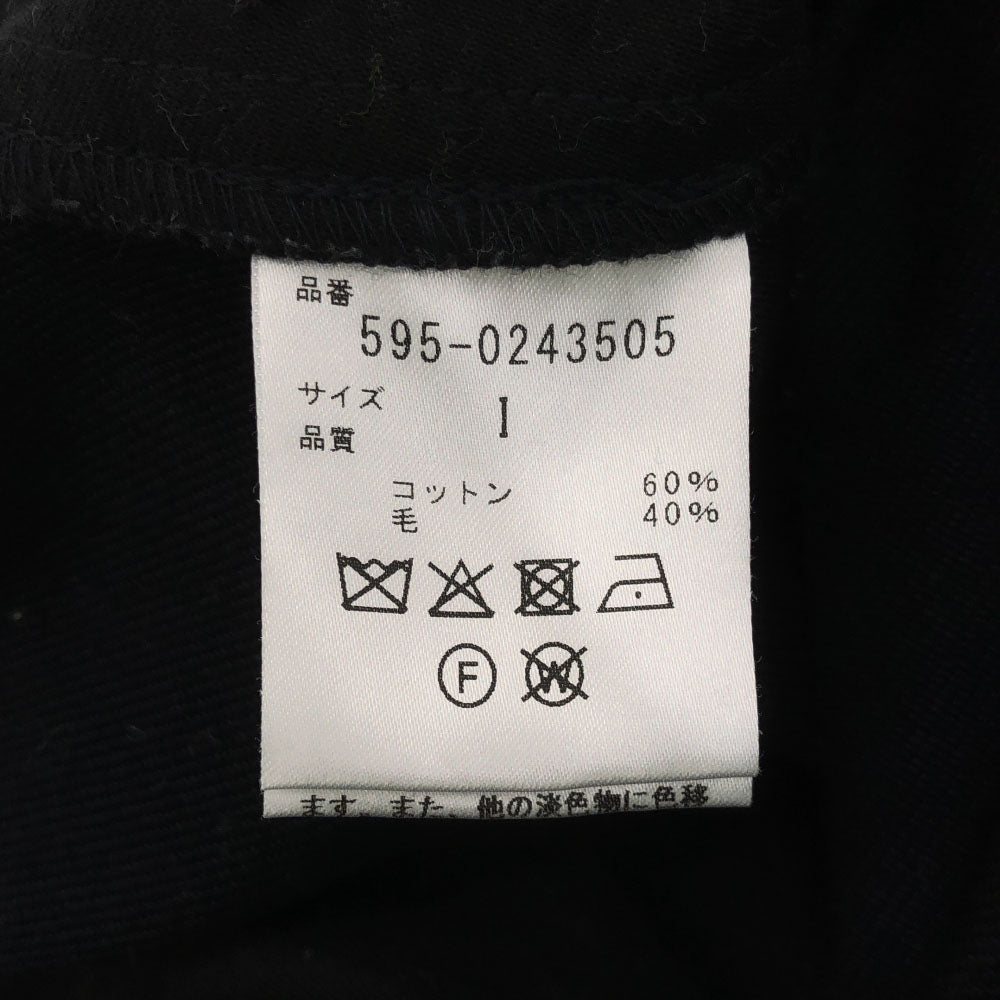 品番
595-0243505
サイズ I
品質
コットン 60%
毛 40%
F W
ます。また、他の淡色物に色移